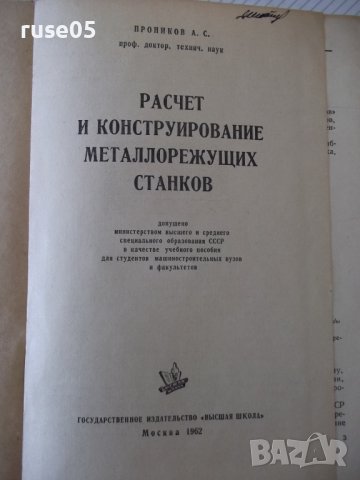 ruse05
ПРОНИКОВ А. С.
проф. доктор, технич. наук
РАСЧЕТ
И КОНСТРУИРОВАНИЕ
МЕТАЛЛОРЕЖУЩИХ
СТАНКОВ
допущено
министерством высшего и среднего
специального образования СССР
в качестве учебного пособия
для студентов машиностроительных вузов
и факультетов
ГОСУДАРСТВЕННОЕ ИЗДАТЕЛЬСТВО «ВЫСШАЯ ШКОЛА»
Москва 1962
BAZAR